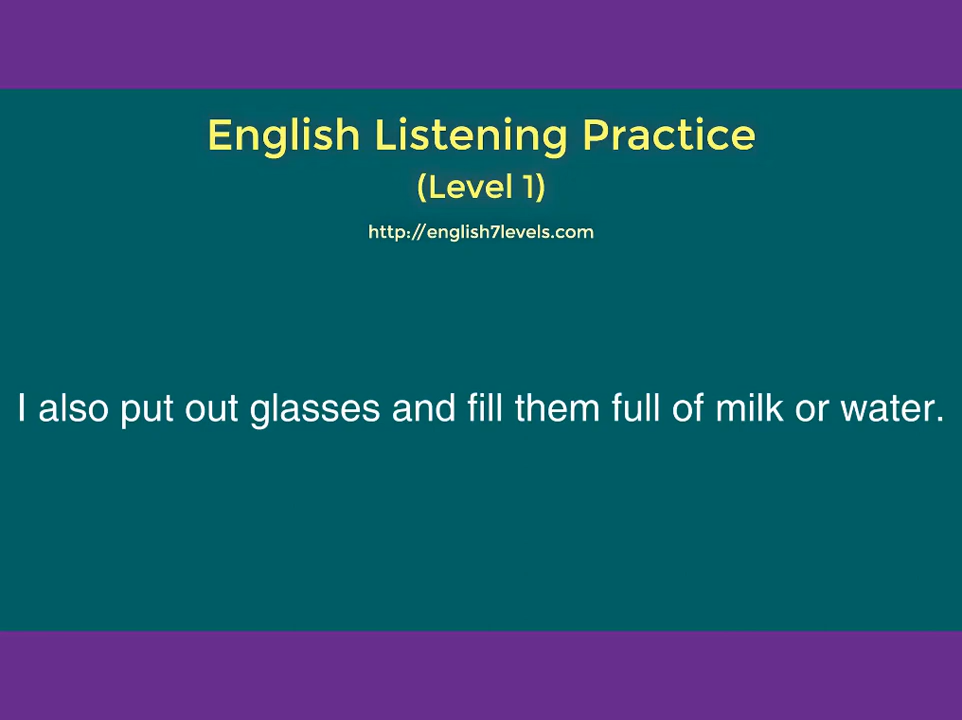 English Listening Practice
(Level 1)
http://english7levels.com
I also put out glasses and fill them full of milk or water.